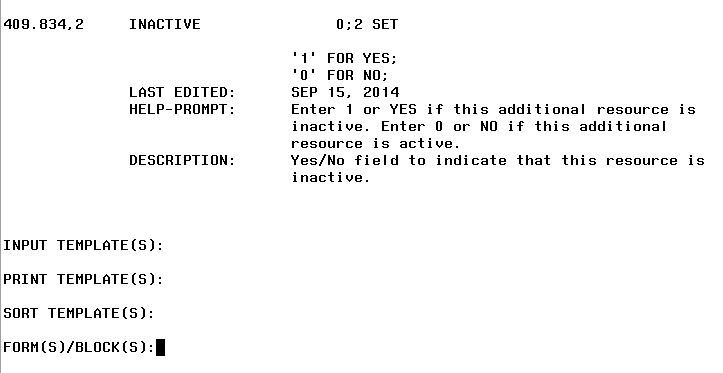 409.834,2 INACTIVE 0;2 SET
'1' FOR YES;
'0' FOR NO;
LAST EDITED: SEP 15, 2014
HELP-PROMPT: Enter 1 or YES if this additional resource is
inactive. Enter 0 or NO if this additional
resource is active.
DESCRIPTION: Yes/No field to indicate that this resource is
inactive.
INPUT TEMPLATE(S):
PRINT TEMPLATE(S):
SORT TEMPLATE(S):
FORM(S)/BLOCK(S):